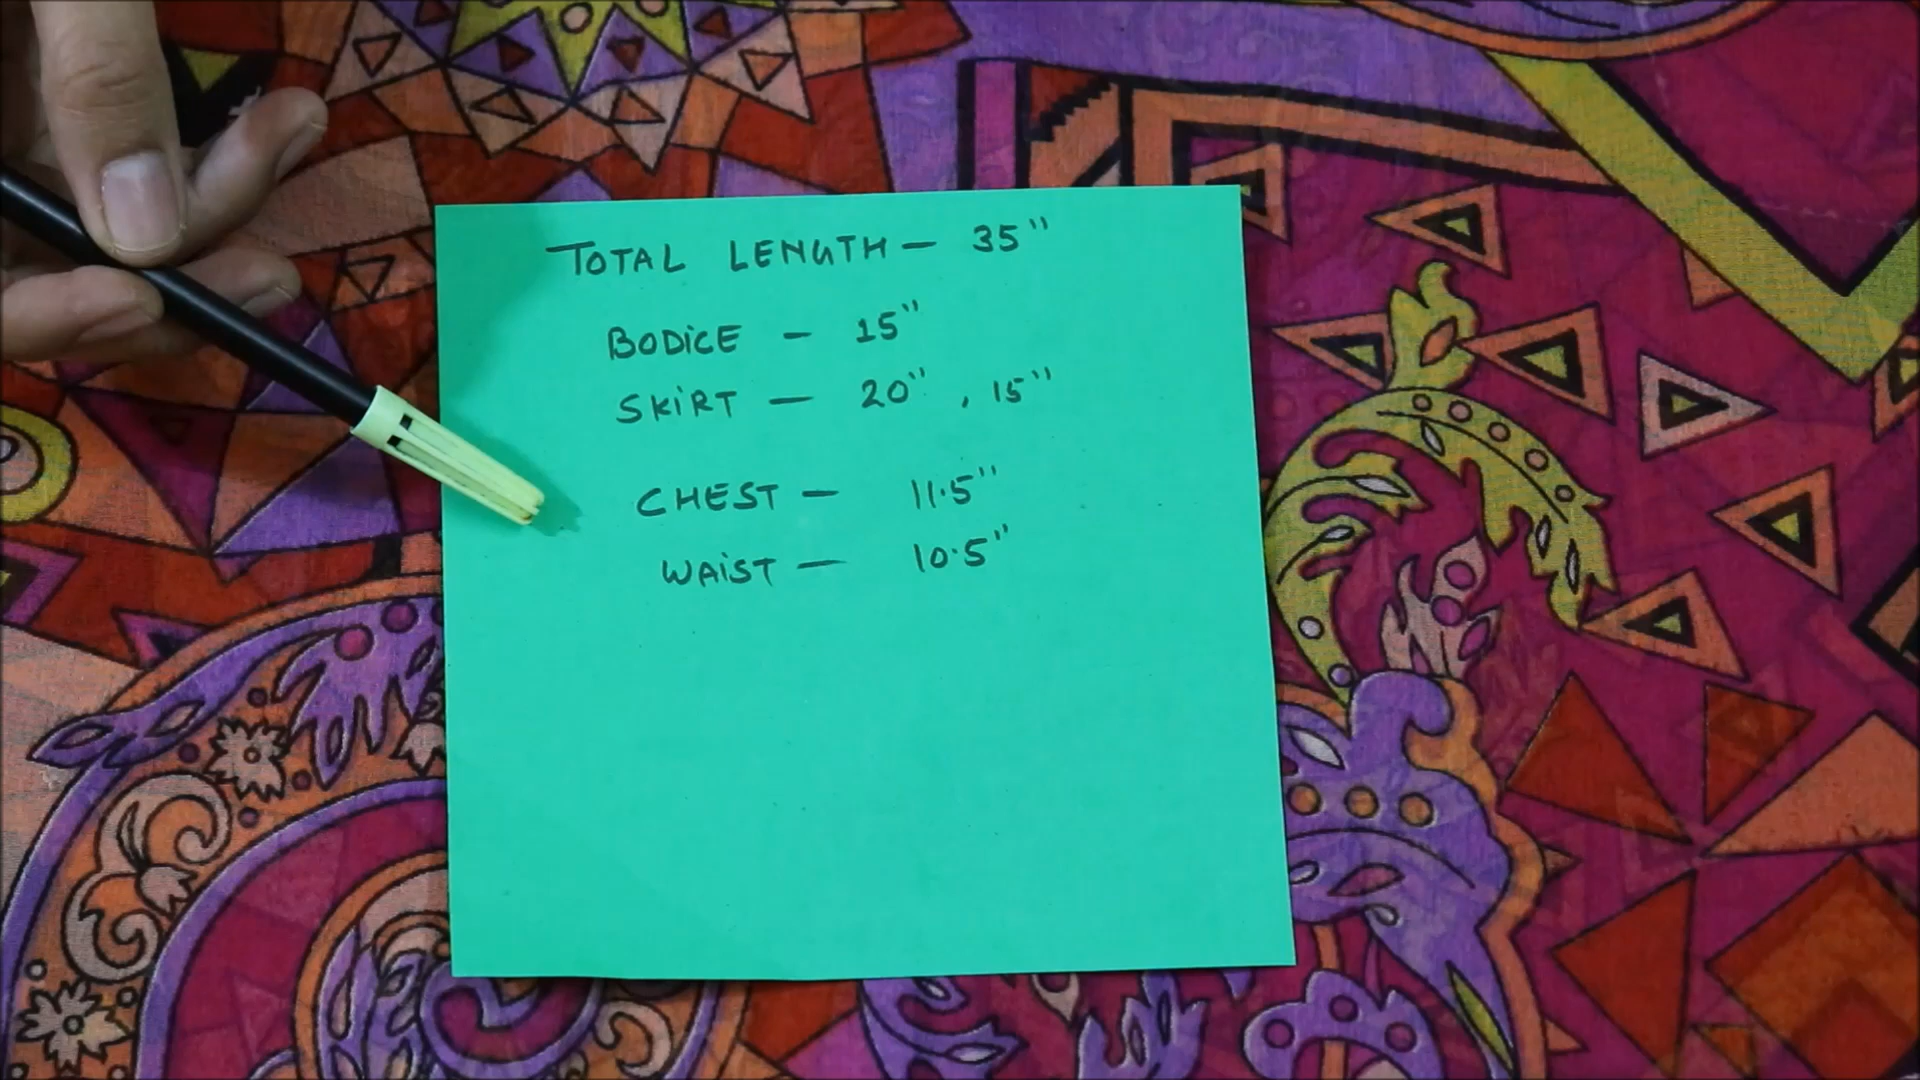 TOTAL LENGTH — 35"
BODiCE — 15"
SKiRT — 20", 15"
CHEST — 11.5"
WAiST — 10.5"